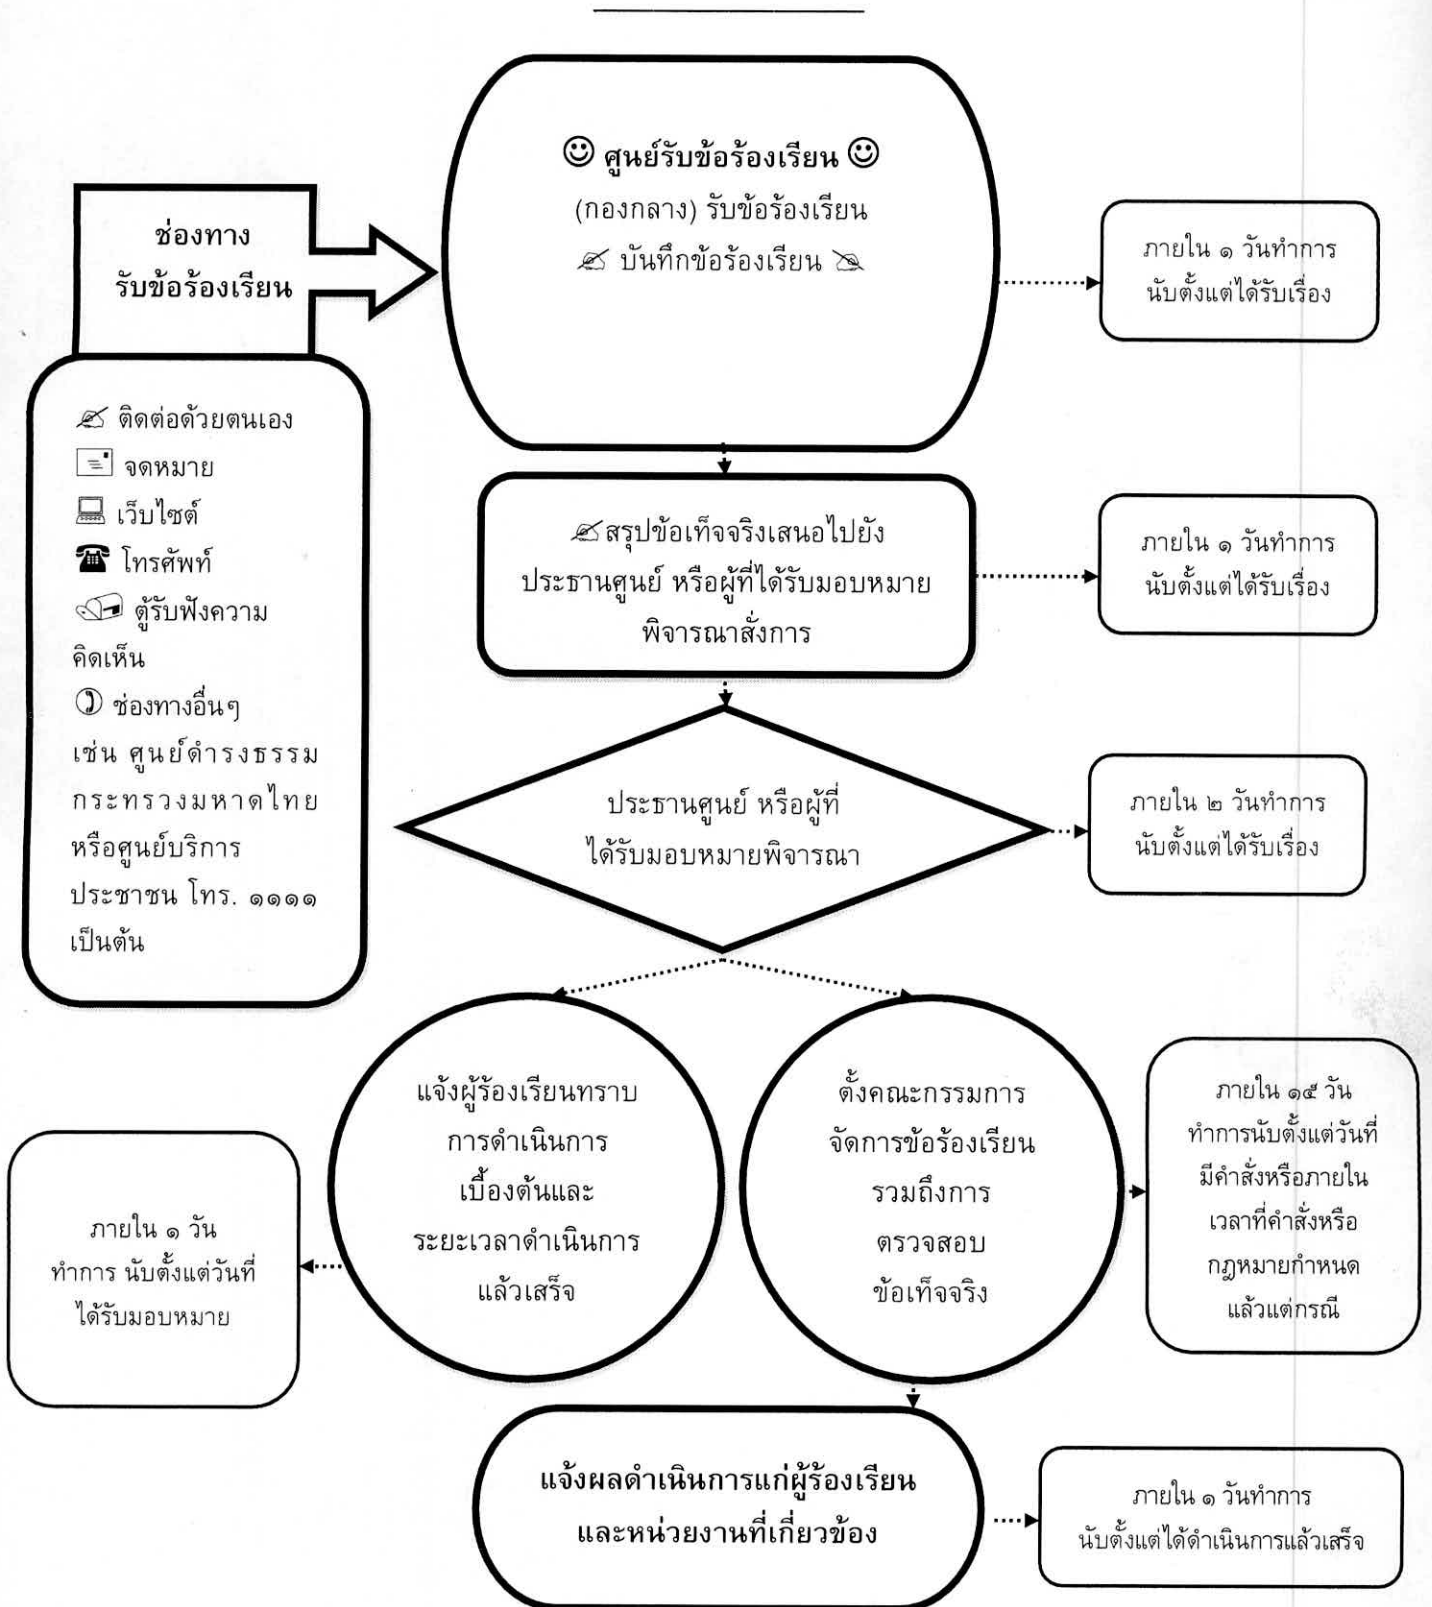 ศูนย์รับข้อร้องเรียน
(กองกลาง) รับข้อร้องเรียน
บันทึกข้อร้องเรียน
ช่องทาง
รับข้อร้องเรียน
ภายใน ๑ วันทำการ
นับตั้งแต่ได้รับเรื่อง
ติดต่อด้วยตนเอง
จดหมาย
เว็บไซต์
โทรศัพท์
ตู้รับฟังความ
คิดเห็น
ช่องทางอื่นๆ
เช่น ศูนย์ดำรงธรรม
กระทรวงมหาดไทย
หรือศูนย์บริการ
ประชาชน โทร. ๑๑๑๑
เป็นต้น
สรุปข้อเท็จจริงเสนอไปยัง
ประธานศูนย์ หรือผู้ที่ได้รับมอบหมาย
พิจารณาสั่งการ
ภายใน ๑ วันทำการ
นับตั้งแต่ได้รับเรื่อง
ประธานศูนย์ หรือผู้ที่
ได้รับมอบหมายพิจารณา
ภายใน ๒ วันทำการ
นับตั้งแต่ได้รับเรื่อง
แจ้งผู้ร้องเรียนทราบ
การดำเนินการ
เบื้องต้นและ
ระยะเวลาดำเนินการ
แล้วเสร็จ
ภายใน ๑ วัน
ทำการ นับตั้งแต่วันที่
ได้รับมอบหมาย
ตั้งคณะกรรมการ
จัดการข้อร้องเรียน
รวมถึงการ
ตรวจสอบ
ข้อเท็จจริง
ภายใน ๑๕ วัน
ทำการนับตั้งแต่วันที่
มีคำสั่งหรือภายใน
เวลาที่คำสั่งหรือ
กฎหมายกำหนด
แล้วแต่กรณี
แจ้งผลดำเนินการแก่ผู้ร้องเรียน
และหน่วยงานที่เกี่ยวข้อง
ภายใน ๑ วันทำการ
นับตั้งแต่ได้ดำเนินการแล้วเสร็จ